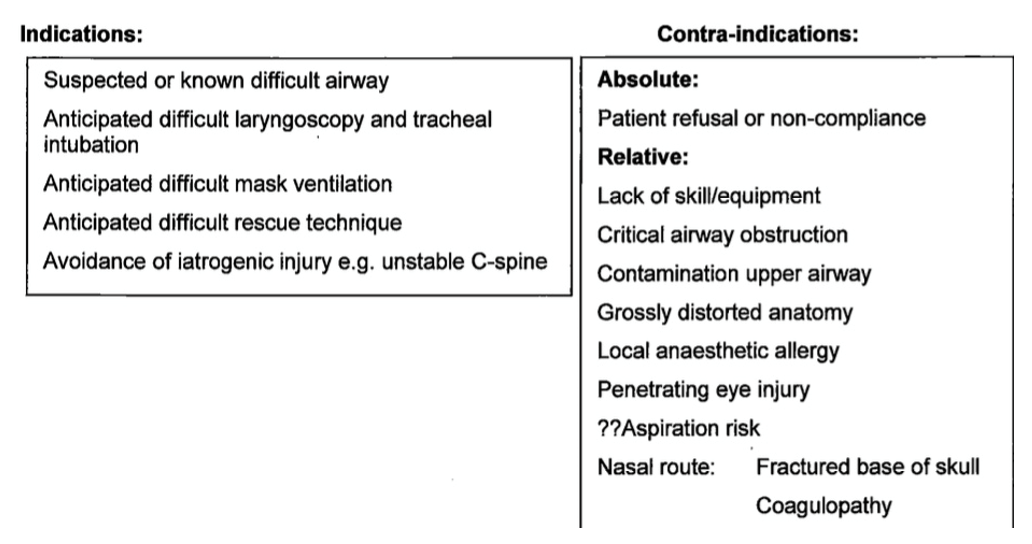 Indications:
Suspected or known difficult airway
Anticipated difficult laryngoscopy and tracheal
intubation
Anticipated difficult mask ventilation
Anticipated difficult rescue technique
Avoidance of iatrogenic injury e.g. unstable C-spine
Contra-indications:
Absolute:
Patient refusal or non-compliance
Relative:
Lack of skill/equipment
Critical airway obstruction
Contamination upper airway
Grossly distorted anatomy
Local anaesthetic allergy
Penetrating eye injury
??Aspiration risk
Nasal route: Fractured base of skull
Coagulopathy